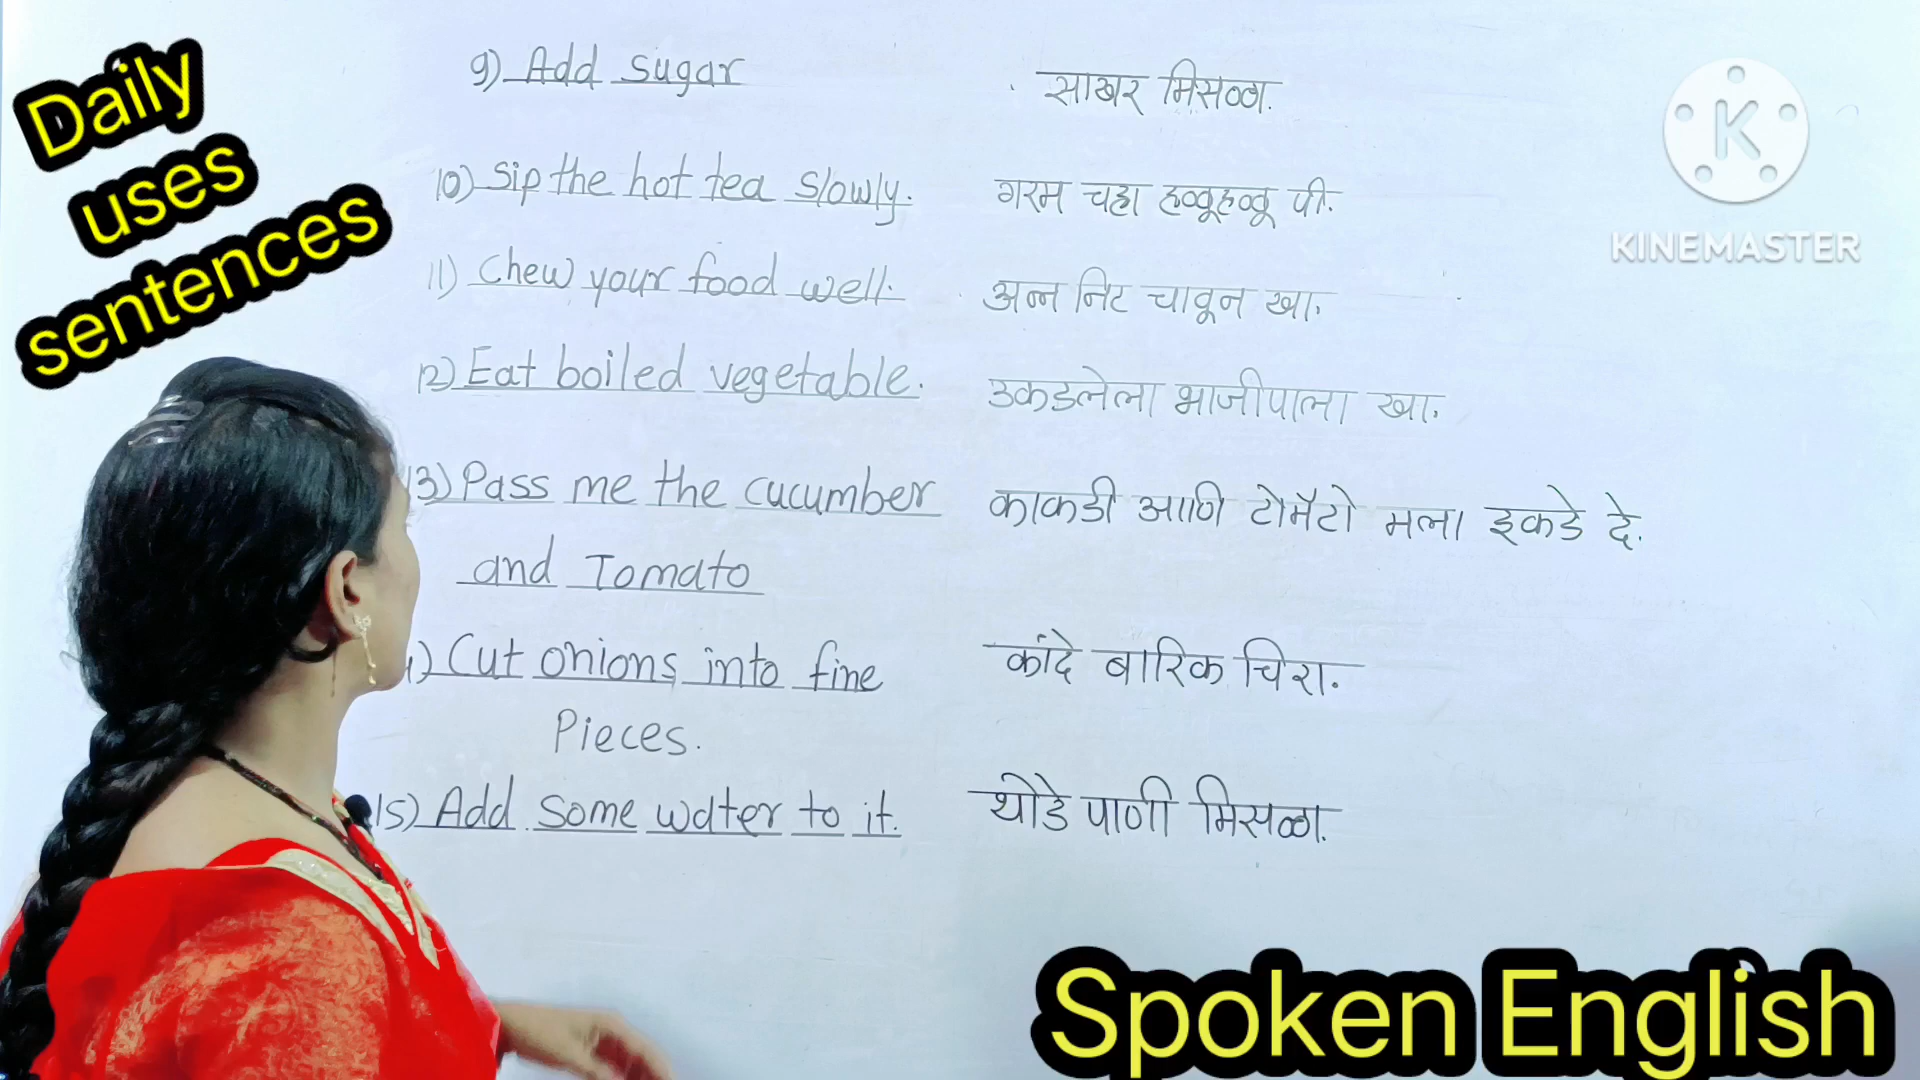 Daily
uses
sentences
9) Add sugar साखर मिसळा.
10) Sip the hot tea slowly. गरम चहा हळूहळू पी.
11) Chew your food well. अन्न निट चावून खा.
12) Eat boiled vegetable. उकडलेला भाजीपाला खा.
13) Pass me the cucumber काकडी आणि टोमॅटो मला इकडे दे.
and Tomato
) Cut onions into fine कांदे बारिक चिरा.
Pieces.
15) Add some water to it. थोडे पाणी मिसळा.
K
KINEMASTER
Spoken English